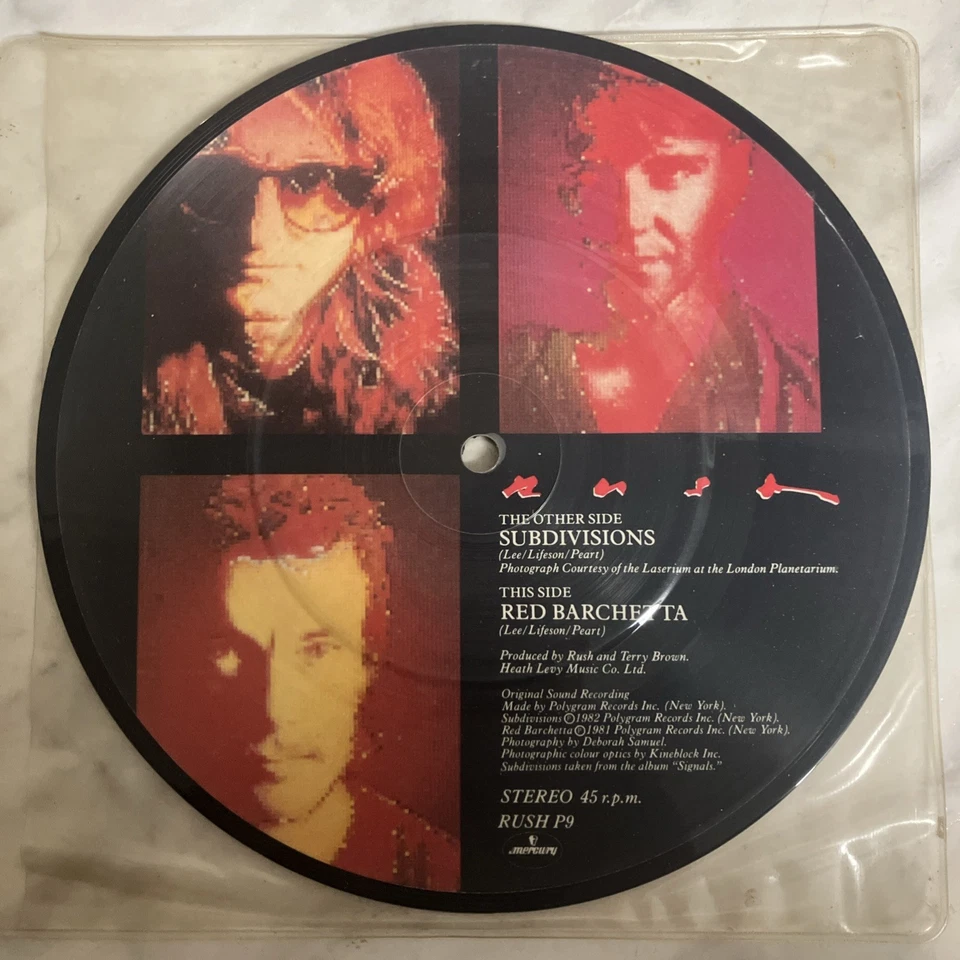 RUSH
THE OTHER SIDE
SUBDIVISIONS
(Lee/Lifeson/Peart)
Photograph Courtesy of the Laserium at the London Planetarium.
THIS SIDE
RED BARCHETTA
(Lee/Lifeson/Peart)
Produced by Rush and Terry Brown.
Heath Levy Music Co. Ltd.
Original Sound Recording
Made by Polygram Records Inc. (New York).
Subdivisions Ⓟ1982 Polygram Records Inc. (New York).
Red Barchetta Ⓟ1981 Polygram Records Inc. (New York).
Photography by Deborah Samuel.
Photographic colour optics by Kineblock Inc.
Subdivisions taken from the album "Signals."
STEREO 45 r.p.m.
RUSH P9
mercury